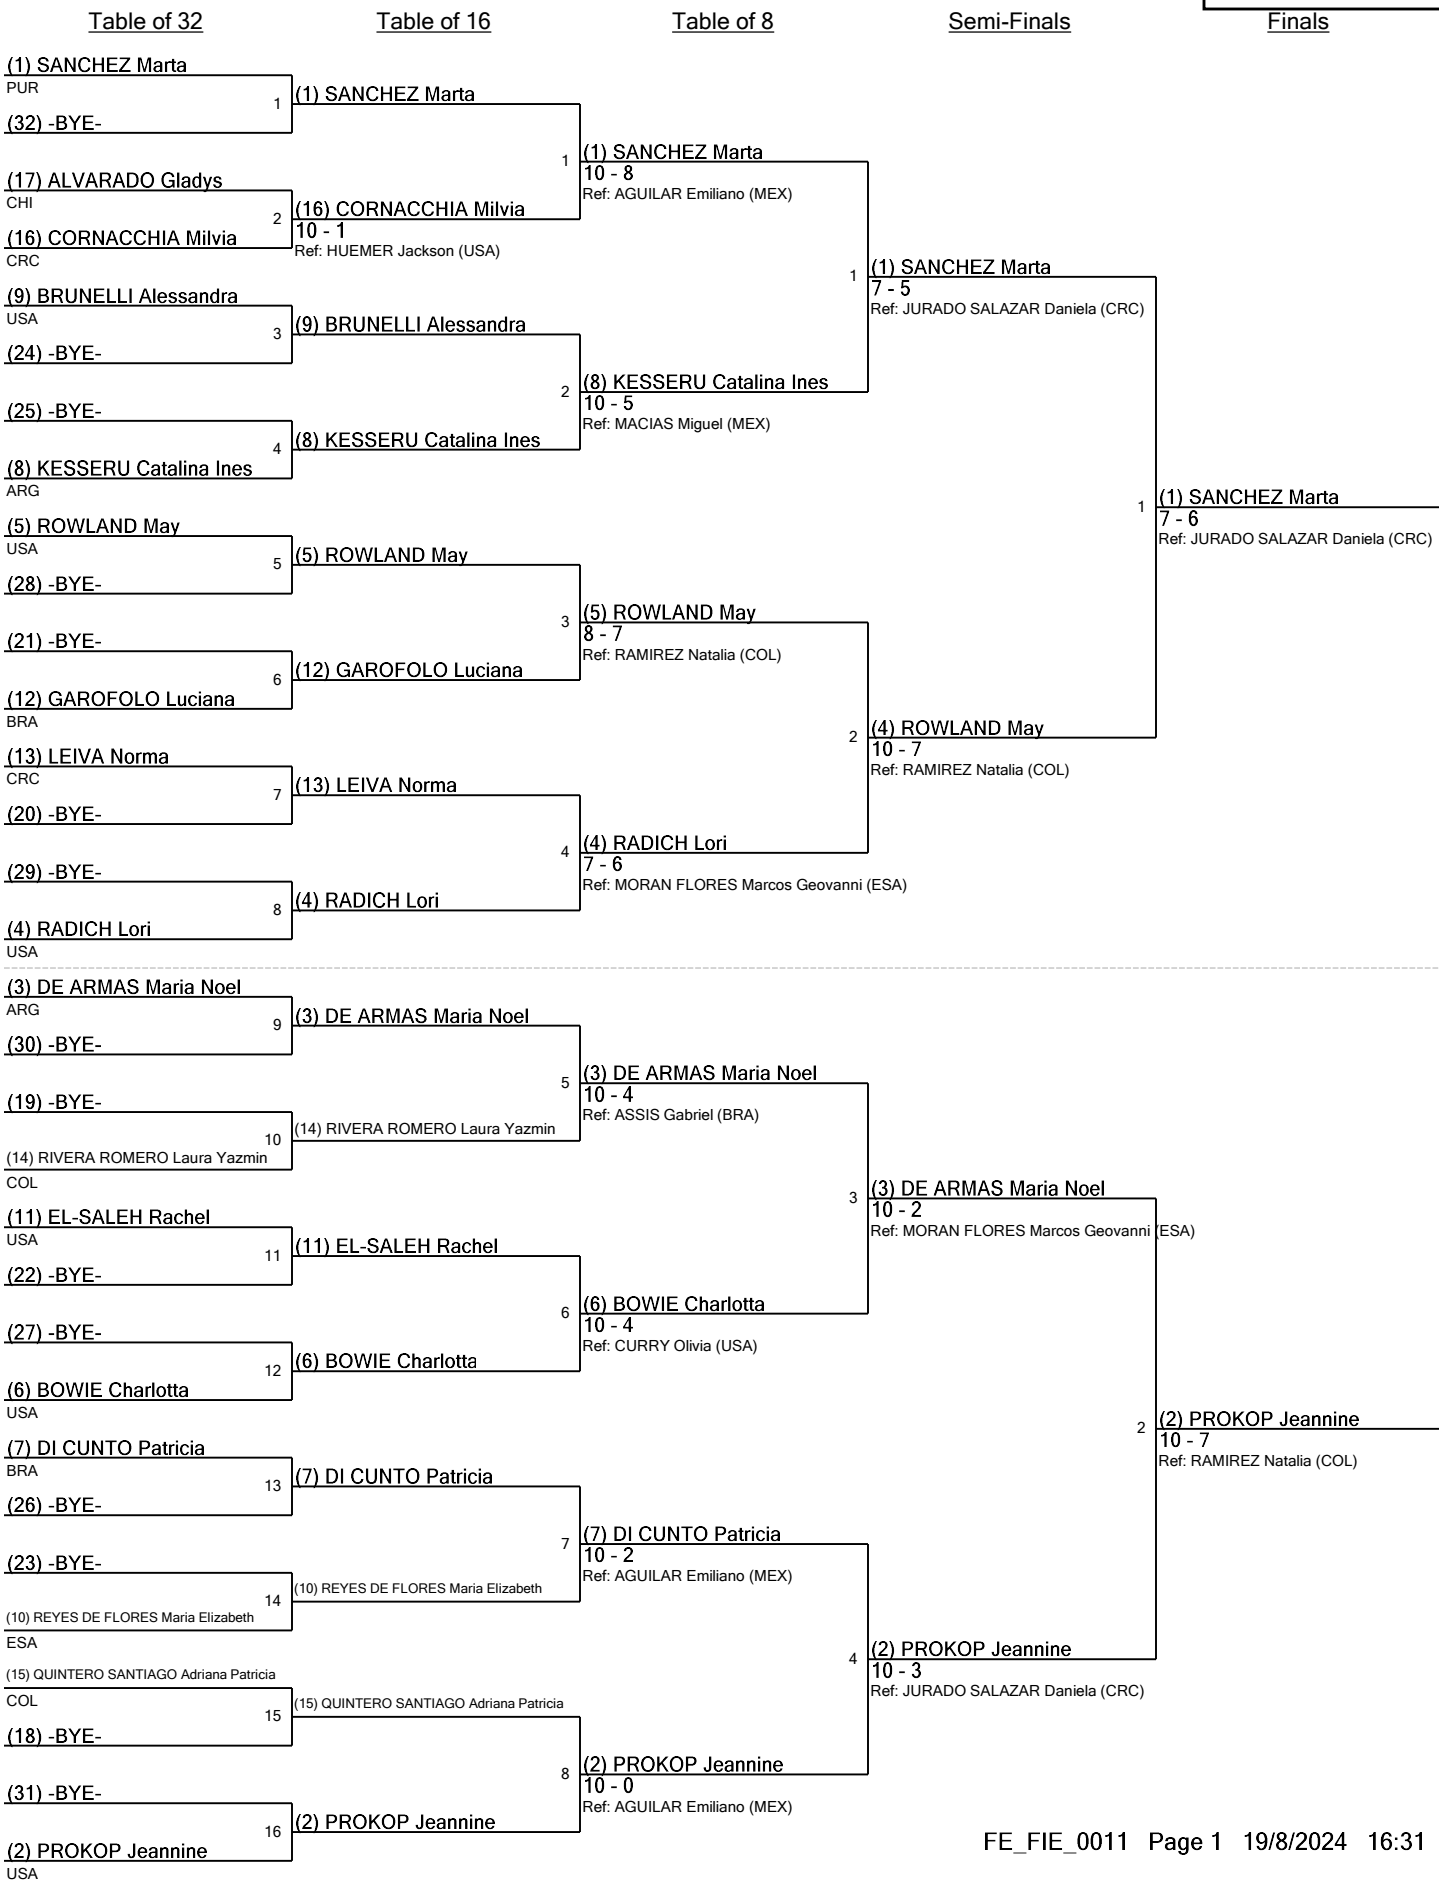 Table of 32
Table of 16
Table of 8
Semi-Finals
Finals
(1) SANCHEZ Marta
PUR
1
(32) -BYE-
(17) ALVARADO Gladys
CHI
2
(16) CORNACCHIA Milvia
CRC
(9) BRUNELLI Alessandra
USA
3
(24) -BYE-
(25) -BYE-
4
(8) KESSERU Catalina Ines
ARG
(5) ROWLAND May
USA
5
(28) -BYE-
(21) -BYE-
6
(12) GAROFOLO Luciana
BRA
(13) LEIVA Norma
CRC
7
(20) -BYE-
(29) -BYE-
8
(4) RADICH Lori
USA
(3) DE ARMAS Maria Noel
ARG
9
(30) -BYE-
(19) -BYE-
10
(14) RIVERA ROMERO Laura Yazmin
COL
(11) EL-SALEH Rachel
USA
11
(22) -BYE-
(27) -BYE-
12
(6) BOWIE Charlotta
USA
(7) DI CUNTO Patricia
BRA
13
(26) -BYE-
(23) -BYE-
14
(10) REYES DE FLORES Maria Elizabeth
ESA
(15) QUINTERO SANTIAGO Adriana Patricia
COL
15
(18) -BYE-
(31) -BYE-
16
(2) PROKOP Jeannine
USA
(1) SANCHEZ Marta
1
(16) CORNACCHIA Milvia
10 - 1
Ref: HUEMER Jackson (USA)
(9) BRUNELLI Alessandra
2
(8) KESSERU Catalina Ines
(5) ROWLAND May
3
(12) GAROFOLO Luciana
(13) LEIVA Norma
4
(4) RADICH Lori
(3) DE ARMAS Maria Noel
5
(14) RIVERA ROMERO Laura Yazmin
(11) EL-SALEH Rachel
6
(6) BOWIE Charlotta
(7) DI CUNTO Patricia
7
(10) REYES DE FLORES Maria Elizabeth
(15) QUINTERO SANTIAGO Adriana Patricia
8
(2) PROKOP Jeannine
(1) SANCHEZ Marta
10 - 8
Ref: AGUILAR Emiliano (MEX)
1
(8) KESSERU Catalina Ines
10 - 5
Ref: MACIAS Miguel (MEX)
(5) ROWLAND May
8 - 7
Ref: RAMIREZ Natalia (COL)
2
(4) RADICH Lori
7 - 6
Ref: MORAN FLORES Marcos Geovanni (ESA)
(3) DE ARMAS Maria Noel
10 - 4
Ref: ASSIS Gabriel (BRA)
3
(6) BOWIE Charlotta
10 - 4
Ref: CURRY Olivia (USA)
(7) DI CUNTO Patricia
10 - 2
Ref: AGUILAR Emiliano (MEX)
4
(2) PROKOP Jeannine
10 - 0
Ref: AGUILAR Emiliano (MEX)
(1) SANCHEZ Marta
7 - 5
Ref: JURADO SALAZAR Daniela (CRC)
1
(4) ROWLAND May
10 - 7
Ref: RAMIREZ Natalia (COL)
(3) DE ARMAS Maria Noel
10 - 2
Ref: MORAN FLORES Marcos Geovanni (ESA)
2
(2) PROKOP Jeannine
10 - 3
Ref: JURADO SALAZAR Daniela (CRC)
(1) SANCHEZ Marta
7 - 6
Ref: JURADO SALAZAR Daniela (CRC)
(2) PROKOP Jeannine
10 - 7
Ref: RAMIREZ Natalia (COL)
FE_FIE_0011 Page 1 19/8/2024 16:31